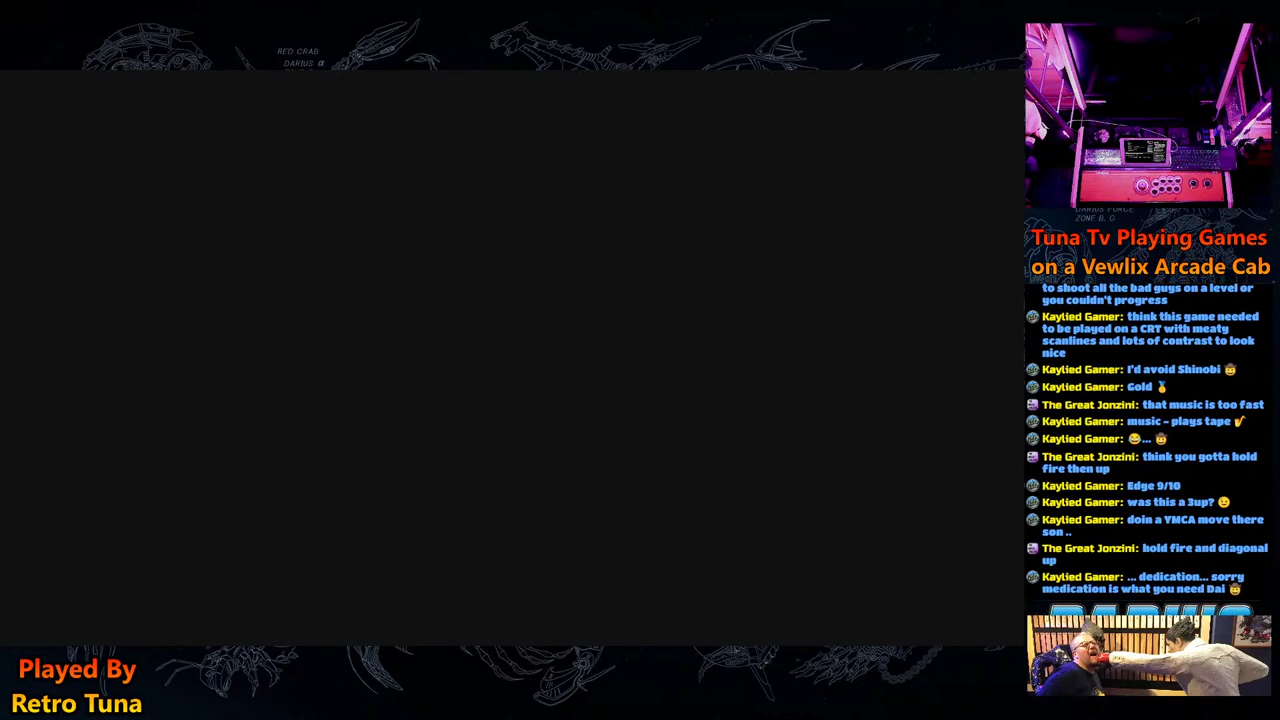 RED CRAB
DARIUS α
DARIUS FORCE
ZONE B, G
Tuna Tv Playing Games
on a Vewlix Arcade Cab
to shoot all the bad guys on a level or
you couldn't progress
Kaylied Gamer: think this game needed
to be played on a CRT with meaty
scanlines and lots of contrast to look
nice
Kaylied Gamer: I'd avoid Shinobi 🤠
Kaylied Gamer: Gold 🥇
The Great Jonzini: that music is too fast
Kaylied Gamer: music - plays tape 🎷
Kaylied Gamer: 😂... 🤠
The Great Jonzini: think you gotta hold
fire then up
Kaylied Gamer: Edge 9/10
Kaylied Gamer: was this a 3up? 😉
Kaylied Gamer: doin a YMCA move there
son ..
The Great Jonzini: hold fire and diagonal
up
Kaylied Gamer: ... dedication... sorry
medication is what you need Dai 🤠
Played By
Retro Tuna